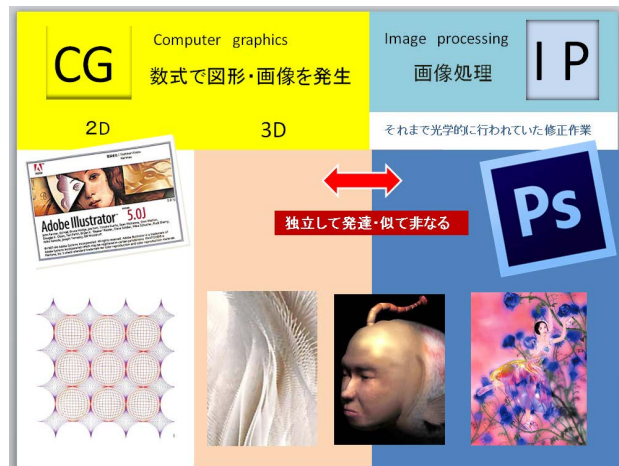 CG
Computer graphics
数式で図形・画像を発生
Image processing
画像処理
IP
2D
3D
それまで光学的に行われていた修正作業
Adobe Illustrator 5.0J
独立して発達・似て非なる
Ps